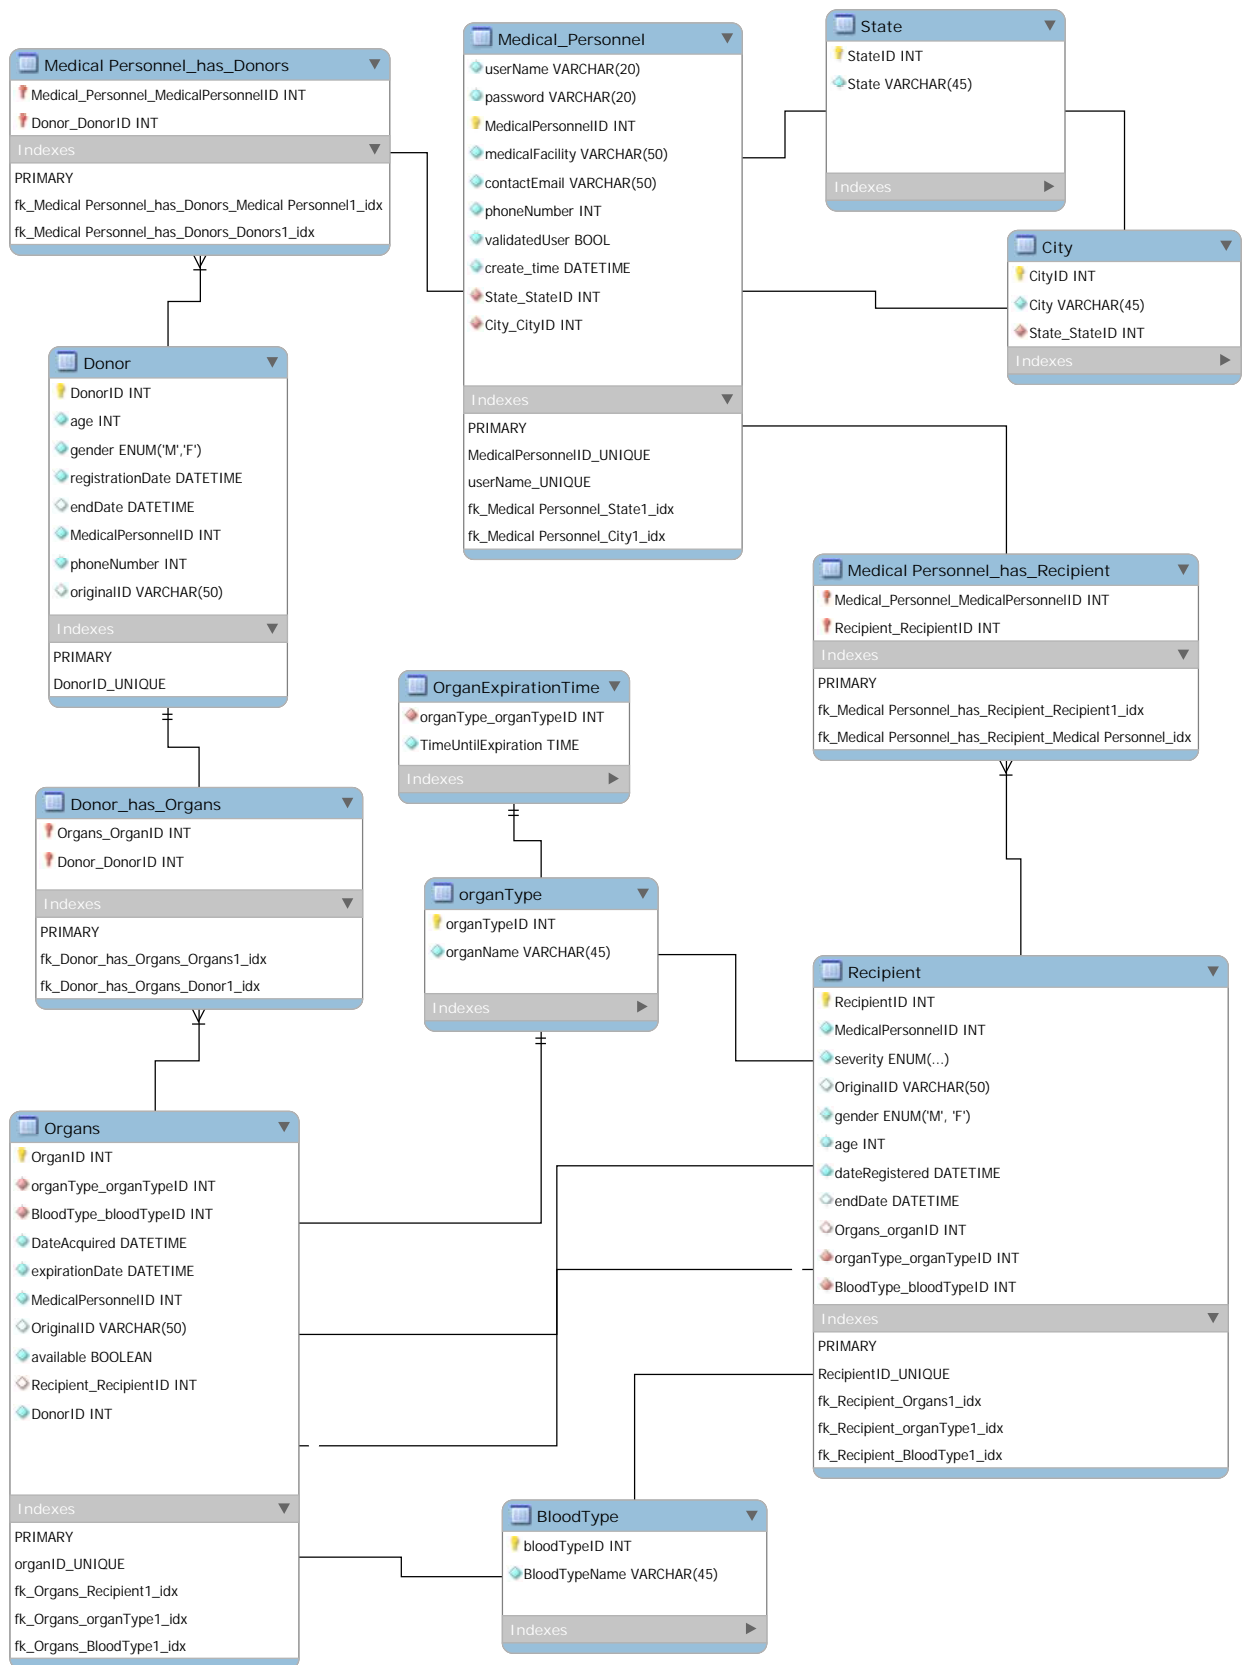 Medical Personnel_has_Donors
Medical_Personnel_MedicalPersonnelID INT
Donor_DonorID INT
Indexes
PRIMARY
fk_Medical Personnel_has_Donors_Medical Personnel1_idx
fk_Medical Personnel_has_Donors_Donors1_idx
Medical_Personnel
userName VARCHAR(20)
password VARCHAR(20)
MedicalPersonnelID INT
medicalFacility VARCHAR(50)
contactEmail VARCHAR(50)
phoneNumber INT
validatedUser BOOL
create_time DATETIME
State_StateID INT
City_CityID INT
Indexes
PRIMARY
MedicalPersonnelID_UNIQUE
userName_UNIQUE
fk_Medical Personnel_State1_idx
fk_Medical Personnel_City1_idx
State
StateID INT
State VARCHAR(45)
Indexes
City
CityID INT
City VARCHAR(45)
State_StateID INT
Indexes
Donor
DonorID INT
age INT
gender ENUM('M','F')
registrationDate DATETIME
endDate DATETIME
MedicalPersonnelID INT
phoneNumber INT
originalID VARCHAR(50)
Indexes
PRIMARY
DonorID_UNIQUE
Medical Personnel_has_Recipient
Medical_Personnel_MedicalPersonnelID INT
Recipient_RecipientID INT
Indexes
PRIMARY
fk_Medical Personnel_has_Recipient_Recipient1_idx
fk_Medical Personnel_has_Recipient_Medical Personnel_idx
OrganExpirationTime
organType_organTypeID INT
TimeUntilExpiration TIME
Indexes
Donor_has_Organs
Organs_OrganID INT
Donor_DonorID INT
Indexes
PRIMARY
fk_Donor_has_Organs_Organs1_idx
fk_Donor_has_Organs_Donor1_idx
organType
organTypeID INT
organName VARCHAR(45)
Indexes
Recipient
RecipientID INT
MedicalPersonnelID INT
severity ENUM(...)
OriginalID VARCHAR(50)
gender ENUM('M', 'F')
age INT
dateRegistered DATETIME
endDate DATETIME
Organs_organID INT
organType_organTypeID INT
BloodType_bloodTypeID INT
Indexes
PRIMARY
RecipientID_UNIQUE
fk_Recipient_Organs1_idx
fk_Recipient_organType1_idx
fk_Recipient_BloodType1_idx
Organs
OrganID INT
organType_organTypeID INT
BloodType_bloodTypeID INT
DateAcquired DATETIME
expirationDate DATETIME
MedicalPersonnelID INT
OriginalID VARCHAR(50)
available BOOLEAN
Recipient_RecipientID INT
DonorID INT
Indexes
PRIMARY
organID_UNIQUE
fk_Organs_Recipient1_idx
fk_Organs_organType1_idx
fk_Organs_BloodType1_idx
BloodType
bloodTypeID INT
BloodTypeName VARCHAR(45)
Indexes